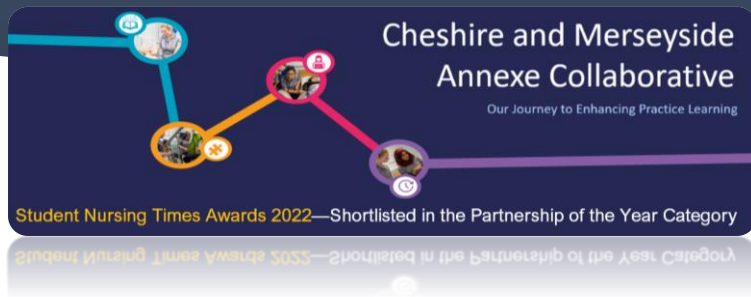 Cheshire and Merseyside
Annexe Collaborative
Our Journey to Enhancing Practice Learning
Student Nursing Times Awards 2022—Shortlisted in the Partnership of the Year Category